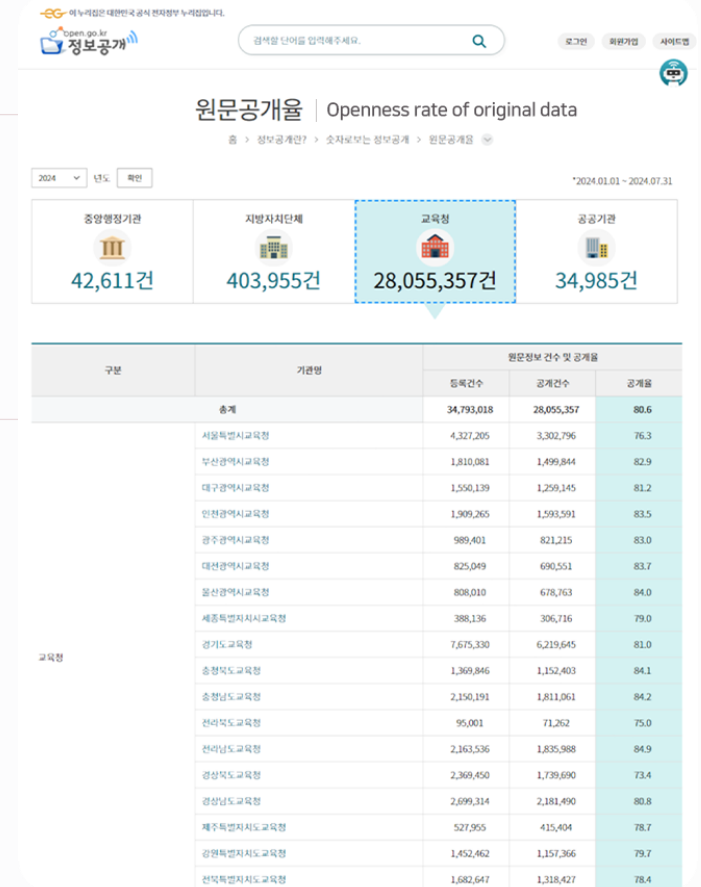 이 누리집은 대한민국 공식 전자정부 누리집입니다.
open.go.kr
정보공개
검색할 단어를 입력해주세요.
로그인 회원가입 사이트맵
원문공개율 | Openness rate of original data
홈 > 정보공개란? > 숫자로보는 정보공개 > 원문공개율
2024 년도 확인
*2024.01.01 ~ 2024.07.31
중앙행정기관 지방자치단체 교육청 공공기관
42,611건 403,955건 28,055,357건 34,985건
구분 기관명 원문정보 건수 및 공개율
등록건수 공개건수 공개율
총계 34,793,018 28,055,357 80.6
서울특별시교육청 4,327,205 3,302,796 76.3
부산광역시교육청 1,810,081 1,499,844 82.9
대구광역시교육청 1,550,139 1,259,145 81.2
인천광역시교육청 1,909,265 1,593,591 83.5
광주광역시교육청 989,401 821,215 83.0
대전광역시교육청 825,049 690,551 83.7
울산광역시교육청 808,010 678,763 84.0
세종특별자치시교육청 388,136 306,716 79.0
교육청
경기도교육청 7,675,330 6,219,645 81.0
충청북도교육청 1,369,846 1,152,403 84.1
충청남도교육청 2,150,191 1,811,061 84.2
전라북도교육청 95,001 71,262 75.0
전라남도교육청 2,163,536 1,835,988 84.9
경상북도교육청 2,369,450 1,739,690 73.4
경상남도교육청 2,699,314 2,181,490 80.8
제주특별자치도교육청 527,955 415,404 78.7
강원특별자치도교육청 1,452,462 1,157,366 79.7
전북특별자치도교육청 1,682,647 1,318,427 78.4